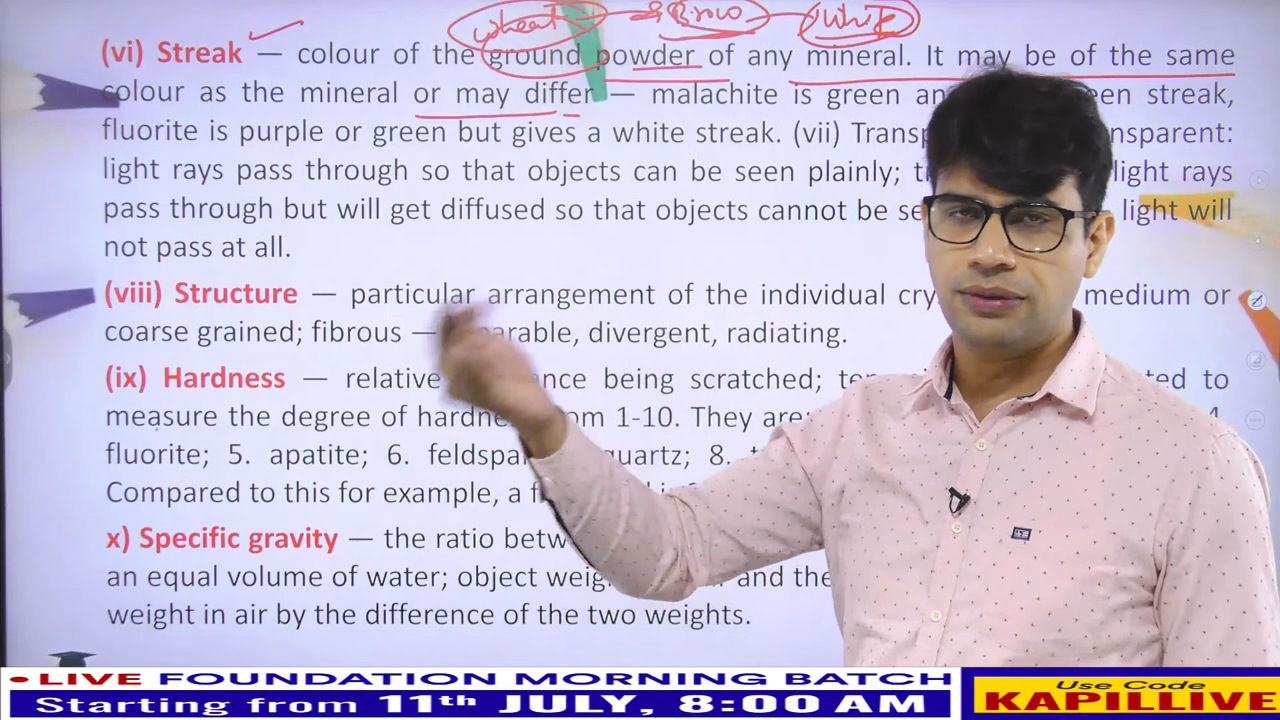 wheat Brow White
(vi) Streak — colour of the ground powder of any mineral. It may be of the same
colour as the mineral or may differ — malachite is green an een streak,
fluorite is purple or green but gives a white streak. (vii) Transp nsparent:
light rays pass through so that objects can be seen plainly; t light rays
pass through but will get diffused so that objects cannot be se light will
not pass at all.
(viii) Structure — particular arrangement of the individual cry medium or
coarse grained; fibrous — arable, divergent, radiating.
(ix) Hardness — relative ance being scratched; ten ted to
measure the degree of hardne om 1-10. They are: 4
fluorite; 5. apatite; 6. feldspa quartz; 8. t
Compared to this for example, a f
x) Specific gravity — the ratio betw
an equal volume of water; object weig and the
weight in air by the difference of the two weights.
• LIVE FOUNDATION MORNING BATCH
Starting from 11th JULY, 8:00 AM
Use Code
KAPILLIVE